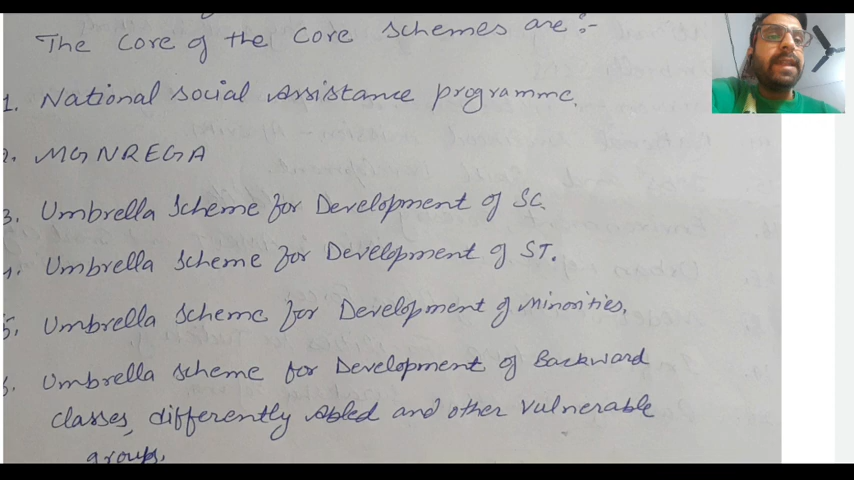 The core of the core schemes are :-
1. National social Assistance programme.
2. MGNREGA
3. Umbrella Scheme for Development of SC.
4. Umbrella Scheme for Development of ST.
5. Umbrella Scheme for Development of Minorities.
6. Umbrella scheme for Development of Backward
classes, differently Abled and other vulnerable
groups.